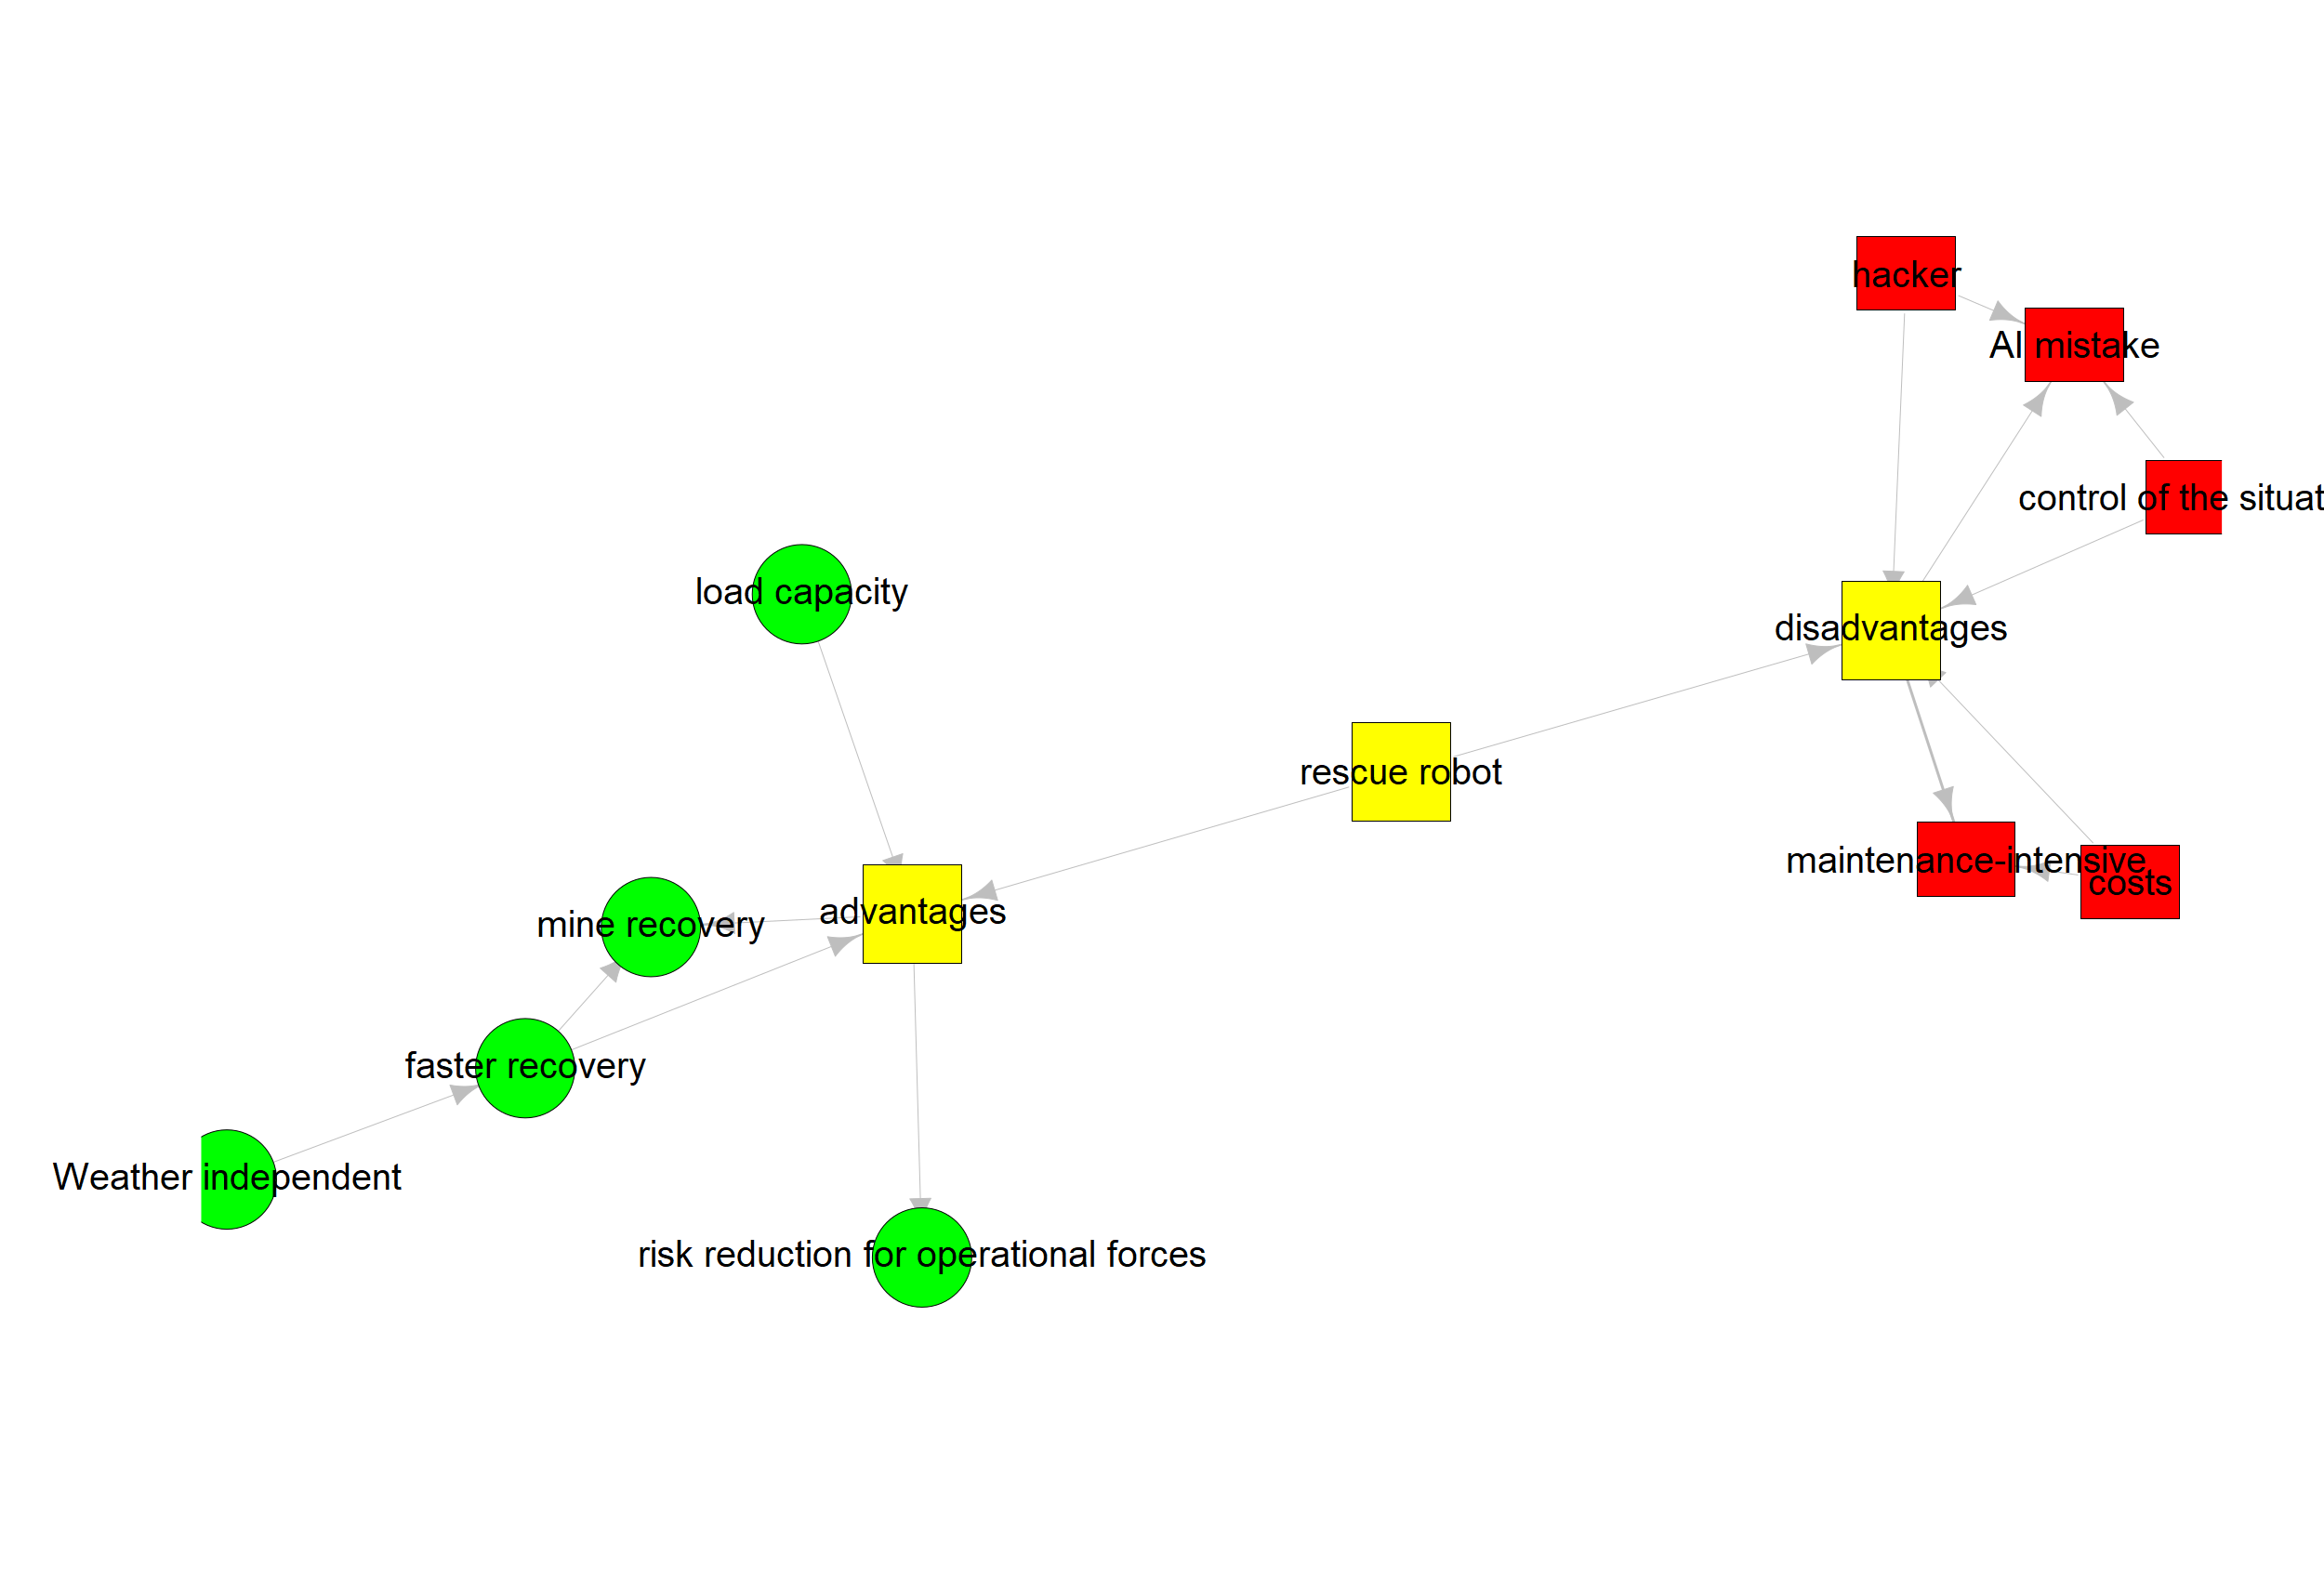 hacker
AI mistake
control of the situat
load capacity
disadvantages
rescue robot
maintenance-intensive
costs
advantages
mine recovery
faster recovery
Weather independent
risk reduction for operational forces